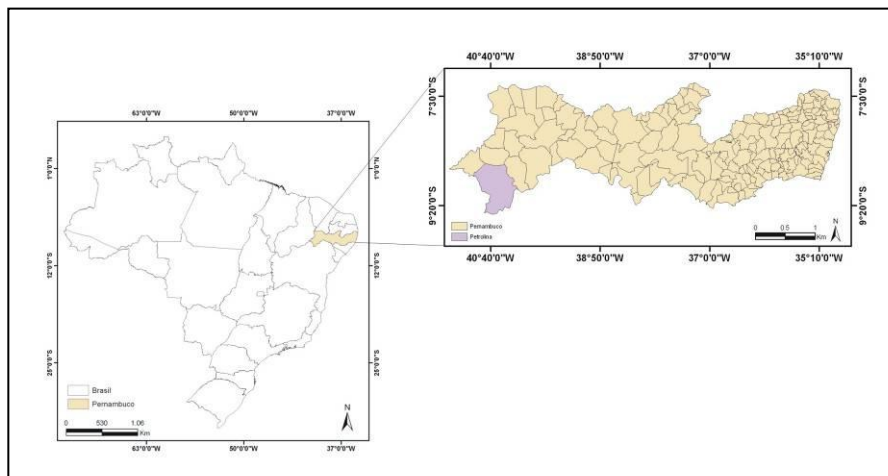 40°40'0"W 38°50'0"W 37°0'0"W 35°10'0"W
7°30'0"S 7°30'0"S
9°20'0"S 9°20'0"S
Pernambuco
Petrolina
0 0.5 1
Km
N
40°40'0"W 38°50'0"W 37°0'0"W 35°10'0"W
63°0'0"W 50°0'0"W 37°0'0"W
1°0'0"N 1°0'0"N
12°0'0"S 12°0'0"S
25°0'0"S 25°0'0"S
Brasil
Pernambuco
0 530 1.06
Km
N
63°0'0"W 50°0'0"W 37°0'0"W